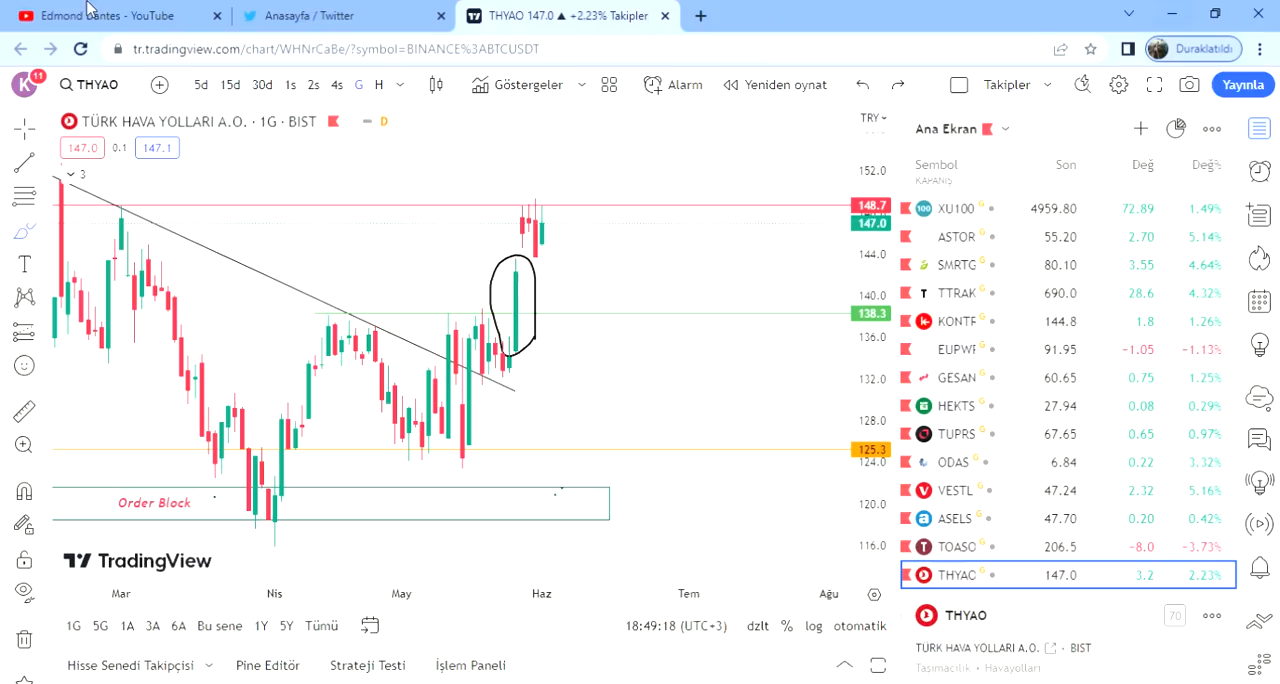 Edmond Dantes - YouTube
Anasayfa / Twitter
THYAO 147.0 ▲ +2.23% Takipler
tr.tradingview.com/chart/WHNrCaBe/?symbol=BINANCE%3ABTCUSDT
Duraklatıldı
K
11
THYAO
5d 15d 30d 1s 2s 4s G H
Göstergeler
Alarm
Yeniden oynat
Takipler
Yayınla
TÜRK HAVA YOLLARI A.O. · 1G · BIST
D
147.0 0.1 147.1
3
TRY
152.0
148.7
147.0
144.0
140.0
138.3
136.0
132.0
128.0
125.3
124.0
120.0
116.0
Order Block
TradingView
Mar Nis May Haz Tem Ağu
1G 5G 1A 3A 6A Bu sene 1Y 5Y Tümü
18:49:18 (UTC+3) dzlt % log otomatik
Hisse Senedi Takipçisi Pine Editör Strateji Testi İşlem Paneli
Ana Ekran
Sembol Son Değ Değ%
KAPANIŞ
100 XU100 G 4959.80 72.89 1.49%
ASTOR G 55.20 2.70 5.14%
SMRTG G 80.10 3.55 4.64%
T TTRAK G 690.0 28.6 4.32%
KONTR G 144.8 1.8 1.26%
EUPWR G 91.95 −1.05 −1.13%
GESAN G 60.65 0.75 1.25%
HEKTS G 27.94 0.08 0.29%
TUPRS G 67.65 0.65 0.97%
ODAS G 6.84 0.22 3.32%
VESTL G 47.24 2.32 5.16%
ASELS G 47.70 0.20 0.42%
T TOASO G 206.5 −8.0 −3.73%
THYAO G 147.0 3.2 2.23%
THYAO
70
TÜRK HAVA YOLLARI A.O. · BIST
Taşımacılık • Havayolları